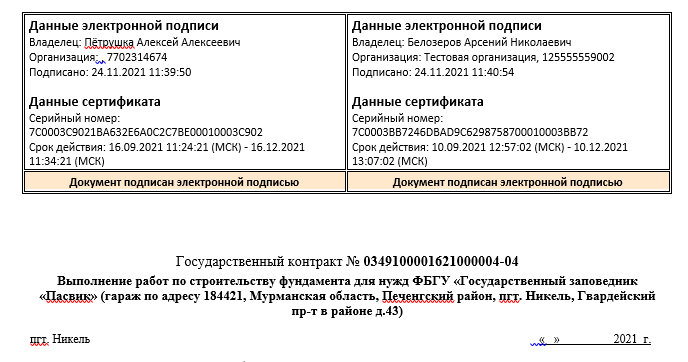 Данные электронной подписи
Владелец: Пётрушка Алексей Алексеевич
Организация: , 7702314674
Подписано: 24.11.2021 11:39:50
Данные сертификата
Серийный номер:
7C0003C9021BA632E6A0C2C7BE00010003C902
Срок действия: 16.09.2021 11:24:21 (МСК) - 16.12.2021
11:34:21 (МСК)
Документ подписан электронной подписью
Данные электронной подписи
Владелец: Белозеров Арсений Николаевич
Организация: Тестовая организация, 125555559002
Подписано: 24.11.2021 11:40:54
Данные сертификата
Серийный номер:
7C0003BB7246DBAD9C6298758700010003BB72
Срок действия: 10.09.2021 12:57:02 (МСК) - 10.12.2021
13:07:02 (МСК)
Документ подписан электронной подписью
Государственный контракт № 0349100001621000004-04
Выполнение работ по строительству фундамента для нужд ФБГУ «Государственный заповедник
«Пасвик» (гараж по адресу 184421, Мурманская область, Печенгский район, пгт. Никель, Гвардейский
пр-т в районе д.43)
пгт. Никель « » 2021 г.